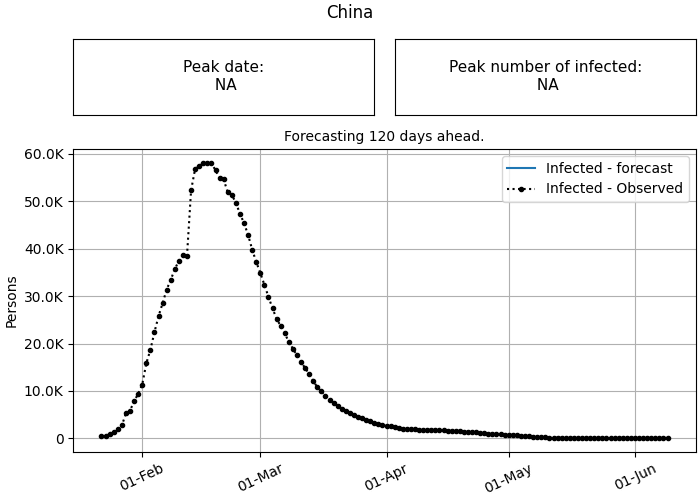 China
Peak date:
NA
Peak number of infected:
NA
Forecasting 120 days ahead.
60.0K
50.0K
40.0K
30.0K
20.0K
10.0K
0
Persons
Infected - forecast
Infected - Observed
01-Feb
01-Mar
01-Apr
01-May
01-Jun